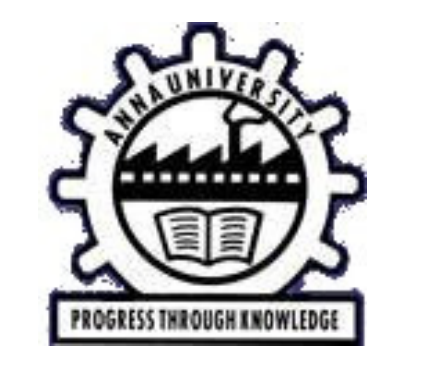 ANNA UNIVERSITY
PROGRESS THROUGH KNOWLEDGE